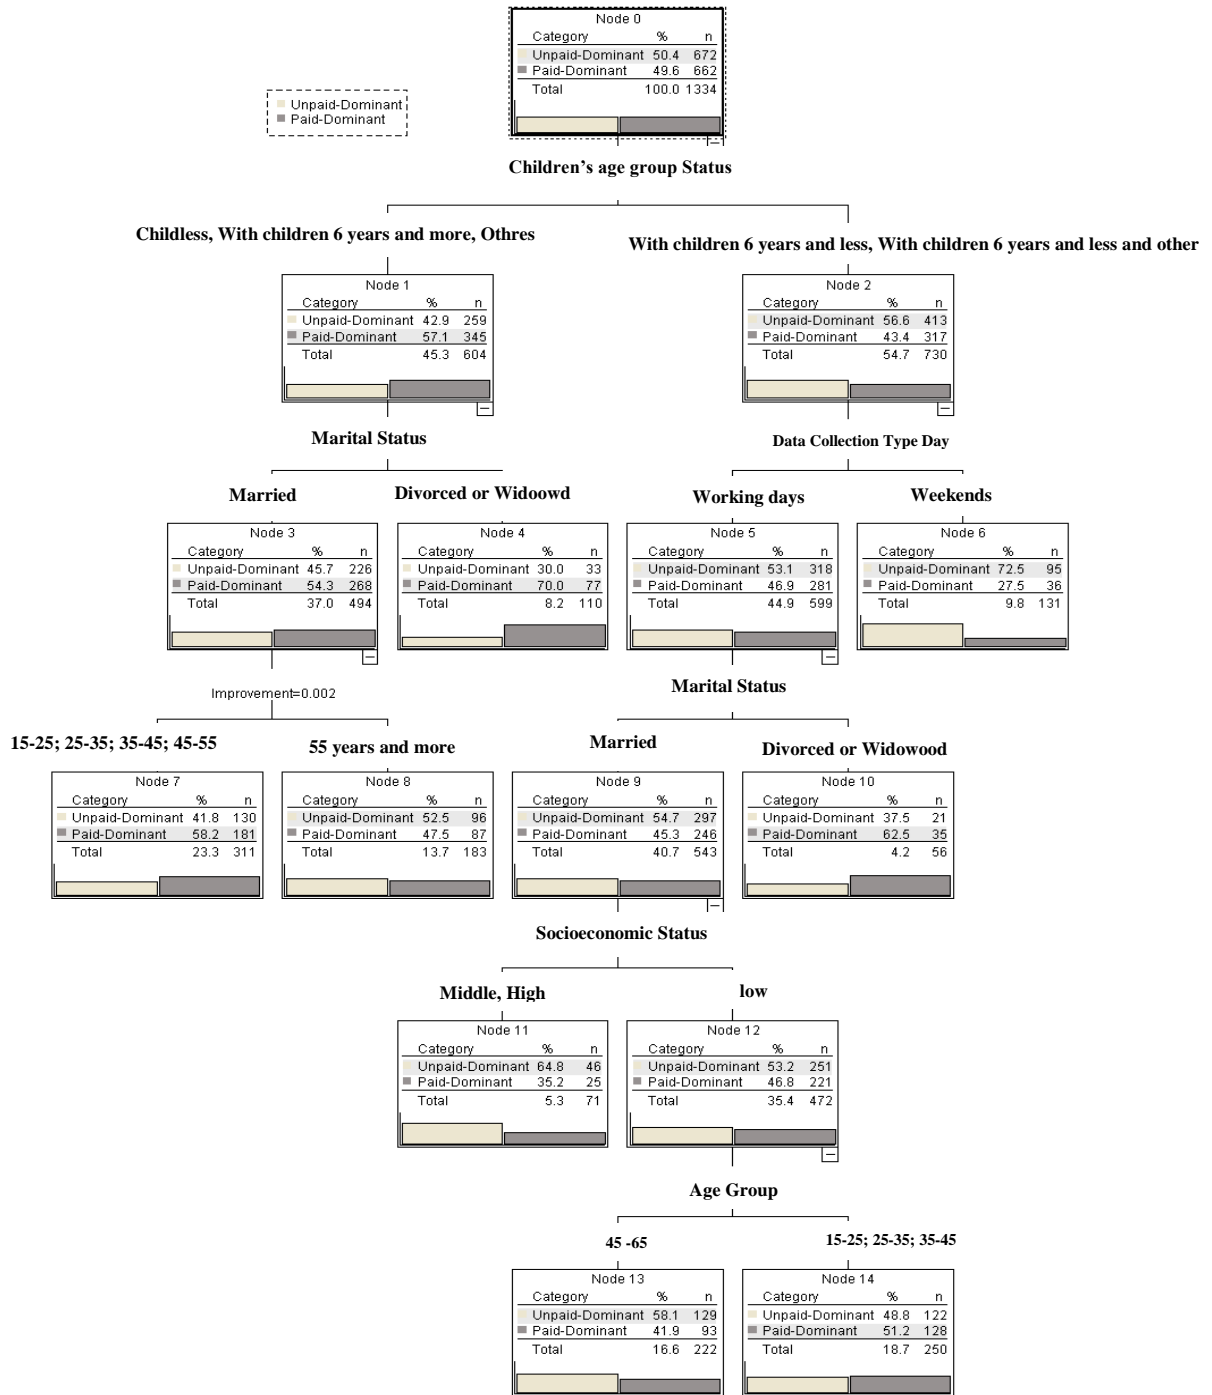 Node 0
Category % n
Unpaid-Dominant 50.4 672
Paid-Dominant 49.6 662
Total 100.0 1334
Unpaid-Dominant
Paid-Dominant
Children's age group Status
Childless, With children 6 years and more, Othres
With children 6 years and less, With children 6 years and less and other
Node 1
Category % n
Unpaid-Dominant 42.9 259
Paid-Dominant 57.1 345
Total 45.3 604
Node 2
Category % n
Unpaid-Dominant 56.6 413
Paid-Dominant 43.4 317
Total 54.7 730
Marital Status
Data Collection Type Day
Married
Divorced or Widoowd
Working days
Weekends
Node 3
Category % n
Unpaid-Dominant 45.7 226
Paid-Dominant 54.3 268
Total 37.0 494
Node 4
Category % n
Unpaid-Dominant 30.0 33
Paid-Dominant 70.0 77
Total 8.2 110
Node 5
Category % n
Unpaid-Dominant 53.1 318
Paid-Dominant 46.9 281
Total 44.9 599
Node 6
Category % n
Unpaid-Dominant 72.5 95
Paid-Dominant 27.5 36
Total 9.8 131
Improvement=0.002
Marital Status
15-25; 25-35; 35-45; 45-55
55 years and more
Married
Divorced or Widowood
Node 7
Category % n
Unpaid-Dominant 41.8 130
Paid-Dominant 58.2 181
Total 23.3 311
Node 8
Category % n
Unpaid-Dominant 52.5 96
Paid-Dominant 47.5 87
Total 13.7 183
Node 9
Category % n
Unpaid-Dominant 54.7 297
Paid-Dominant 45.3 246
Total 40.7 543
Node 10
Category % n
Unpaid-Dominant 37.5 21
Paid-Dominant 62.5 35
Total 4.2 56
Socioeconomic Status
Middle, High
low
Node 11
Category % n
Unpaid-Dominant 64.8 46
Paid-Dominant 35.2 25
Total 5.3 71
Node 12
Category % n
Unpaid-Dominant 53.2 251
Paid-Dominant 46.8 221
Total 35.4 472
Age Group
45 -65
15-25; 25-35; 35-45
Node 13
Category % n
Unpaid-Dominant 58.1 129
Paid-Dominant 41.9 93
Total 16.6 222
Node 14
Category % n
Unpaid-Dominant 48.8 122
Paid-Dominant 51.2 128
Total 18.7 250